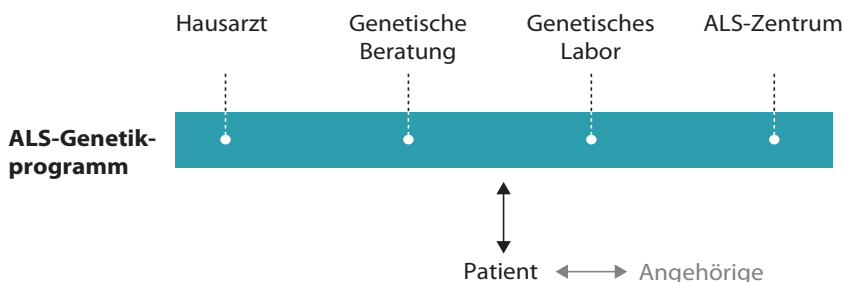 Hausarzt
Genetische
Beratung
Genetisches
Labor
ALS-Zentrum
ALS-Genetik-
programm
Patient
Angehörige